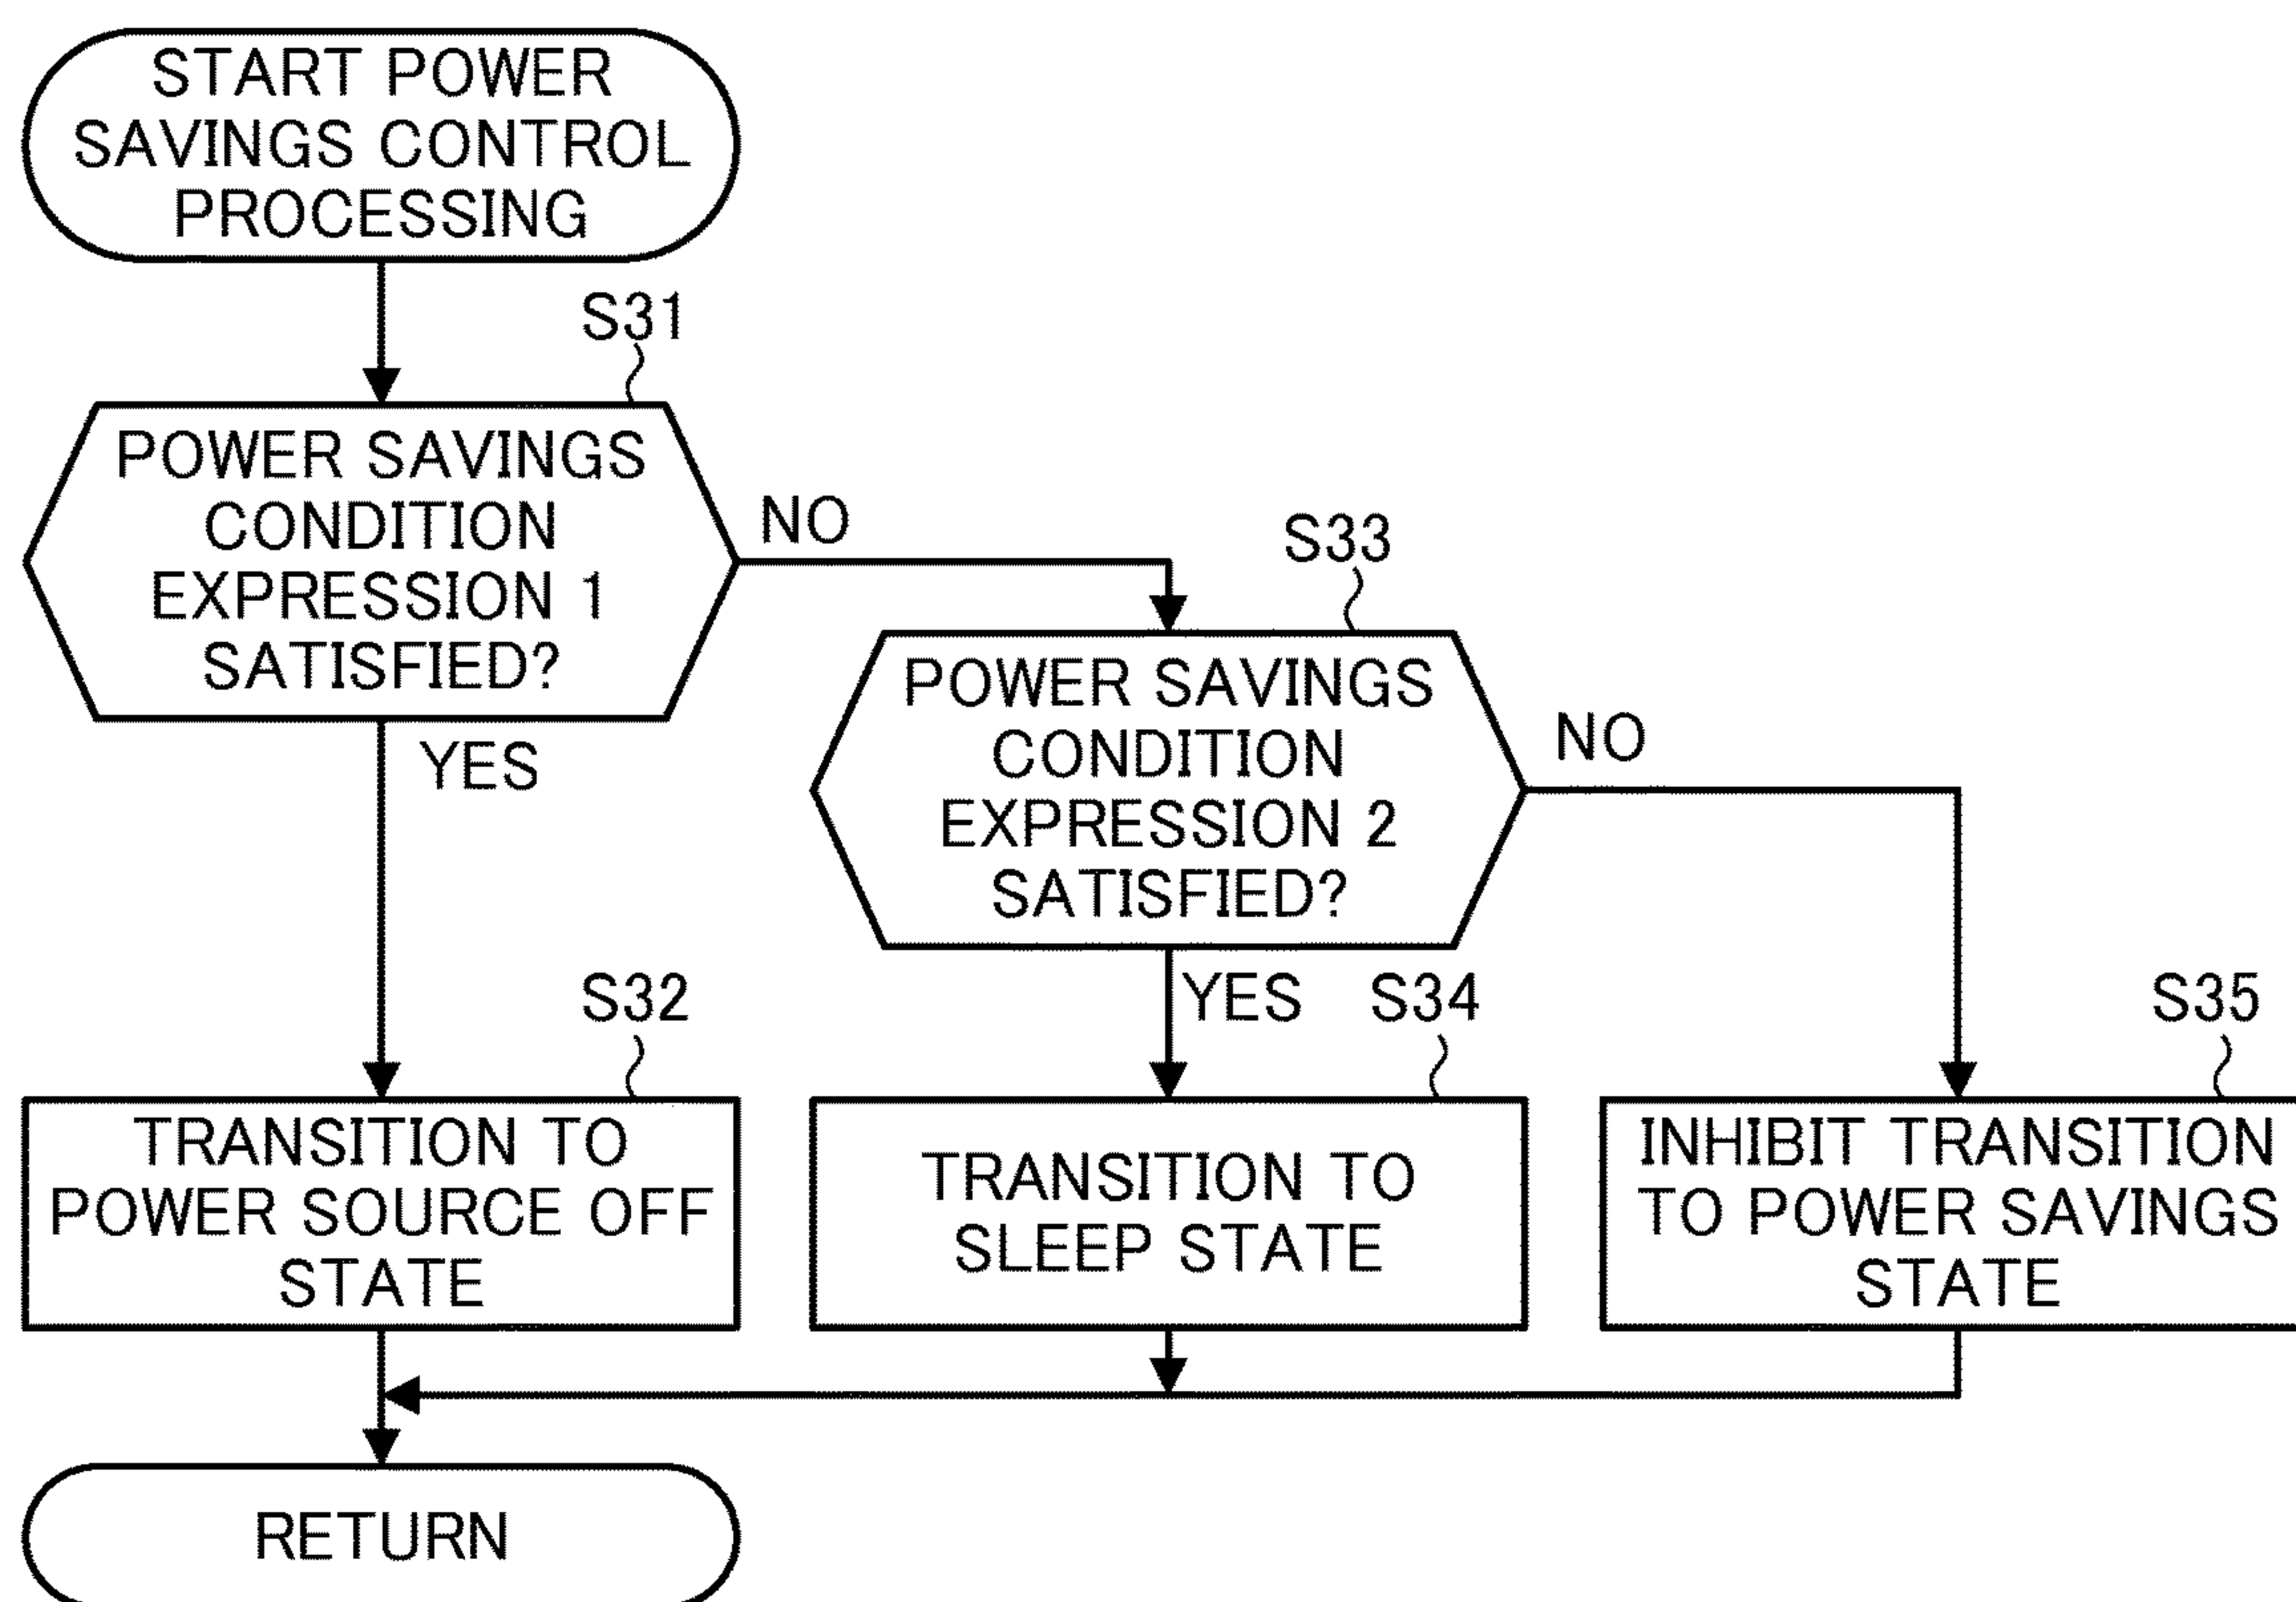 START POWER
SAVINGS CONTROL
PROCESSING
S31
POWER SAVINGS
CONDITION
EXPRESSION 1
SATISFIED?
NO
YES
S33
POWER SAVINGS
CONDITION
EXPRESSION 2
SATISFIED?
NO
YES
S32
TRANSITION TO
POWER SOURCE OFF
STATE
S34
TRANSITION TO
SLEEP STATE
S35
INHIBIT TRANSITION
TO POWER SAVINGS
STATE
RETURN